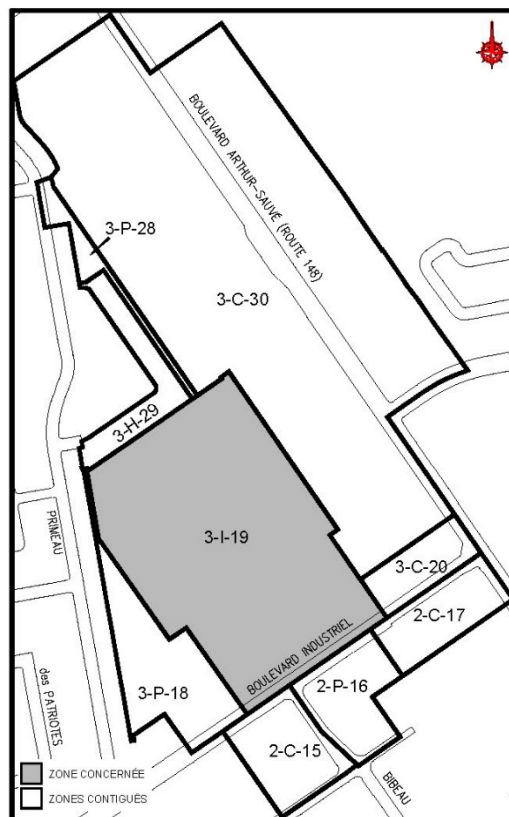 BOULEVARD ARTHUR-SAUVÉ (ROUTE 148)
3-P-28
3-C-30
3-H-29
PRIMEAU
3-I-19
3-C-20
2-C-17
BOULEVARD INDUSTRIEL
3-P-18
2-P-16
des PATRIOTES
2-C-15
BIBEAU
ZONE CONCERNÉE
ZONES CONTIGUËS